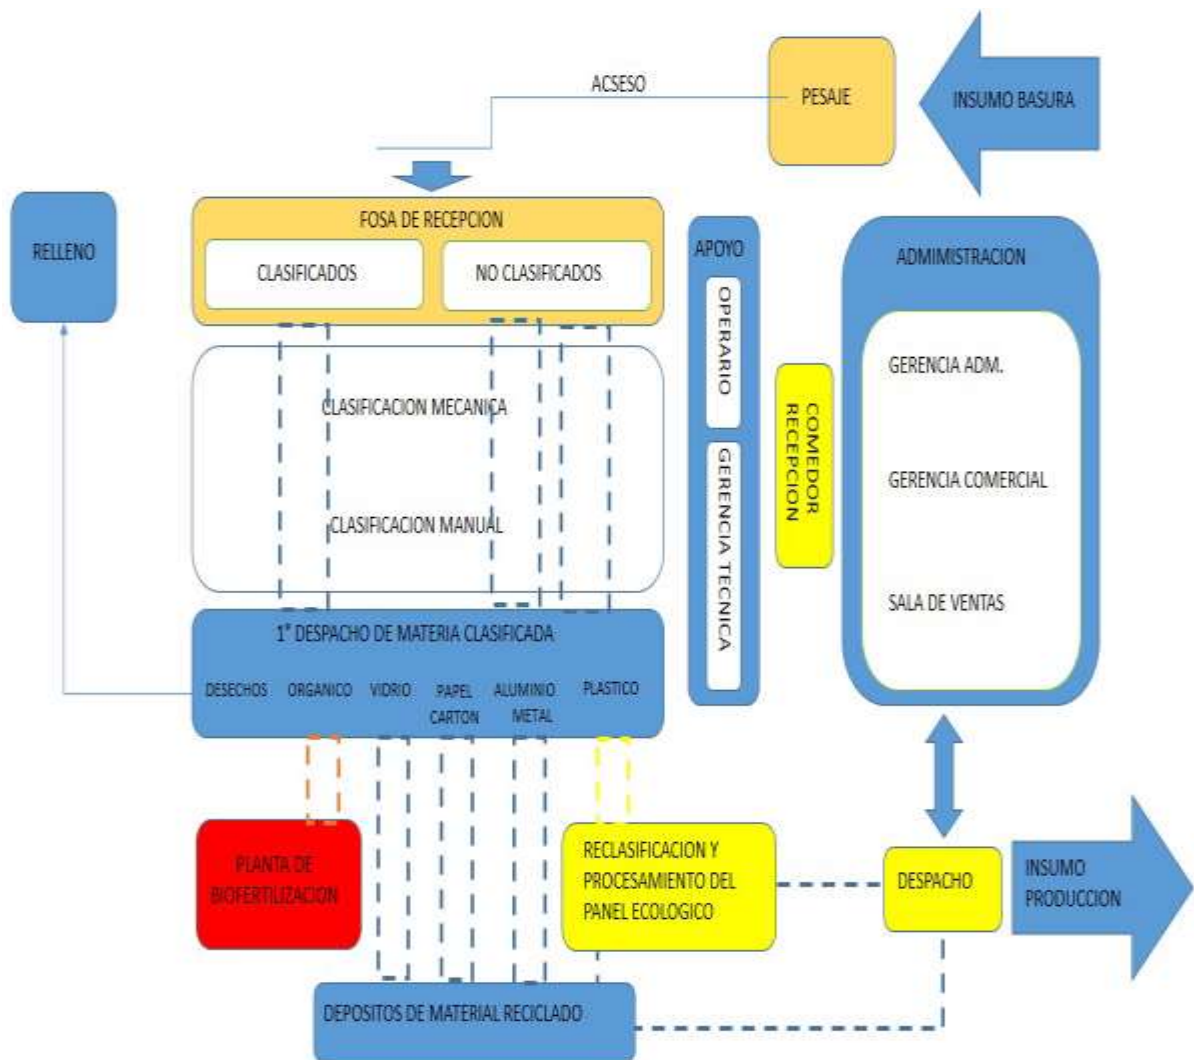 ACSESO
PESAJE
INSUMO BASURA
RELLENO
FOSA DE RECEPCION
CLASIFICADOS
NO CLASIFICADOS
APOYO
OPERARIO
GERENCIA TECNICA
COMEDOR
RECEPCION
ADMIMISTRACION
GERENCIA ADM.
GERENCIA COMERCIAL
SALA DE VENTAS
CLASIFICACION MECANICA
CLASIFICACION MANUAL
1° DESPACHO DE MATERIA CLASIFICADA
DESECHOS
ORGANICO
VIDRIO
PAPEL
CARTON
ALUMINIO
METAL
PLASTICO
PLANTA DE
BIOFERTILIZACION
RECLASIFICACION Y
PROCESAMIENTO DEL
PANEL ECOLOGICO
DESPACHO
INSUMO
PRODUCCION
DEPOSITOS DE MATERIAL RECICLADO